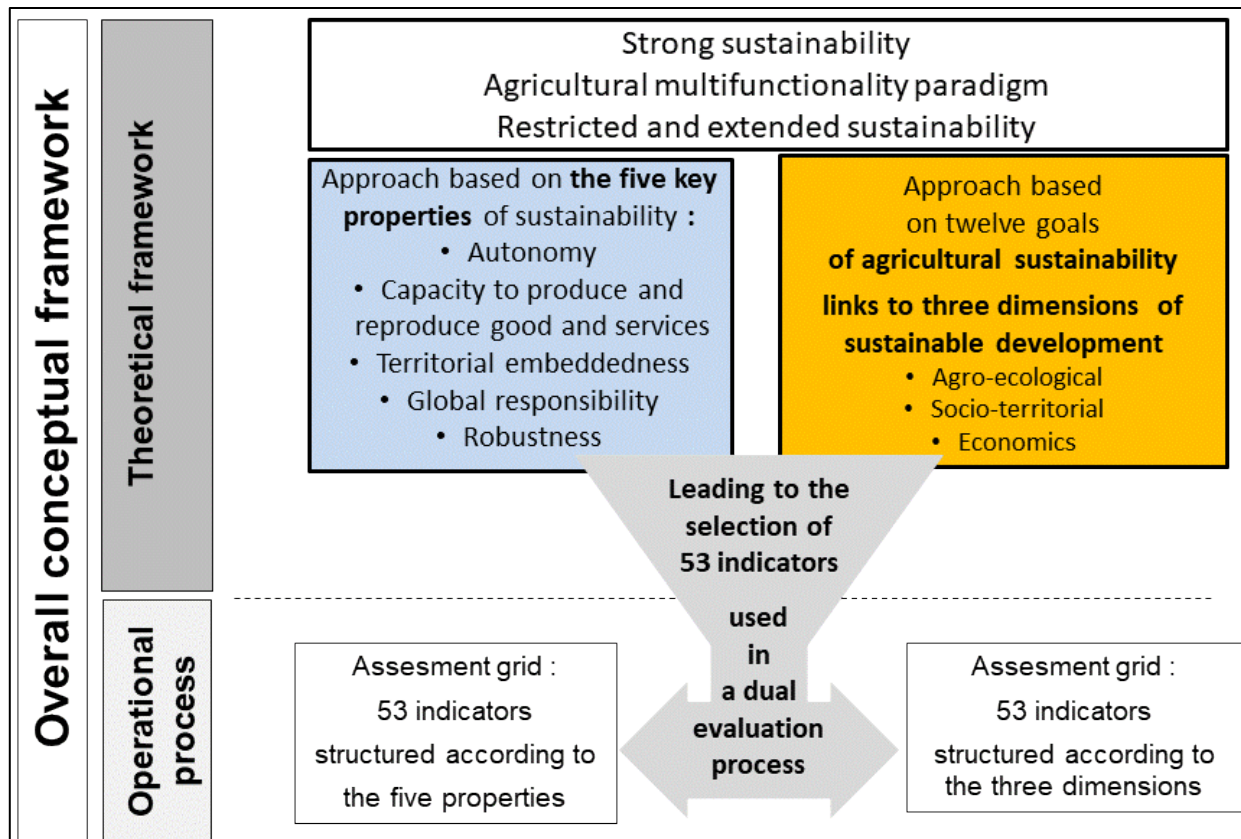 Overall conceptual framework
Theoretical framework
Strong sustainability
Agricultural multifunctionality paradigm
Restricted and extended sustainability
Approach based on the five key
properties of sustainability :
• Autonomy
• Capacity to produce and
reproduce good and services
• Territorial embeddedness
• Global responsibility
• Robustness
Approach based
on twelve goals
of agricultural sustainability
links to three dimensions of
sustainable development
• Agro-ecological
• Socio-territorial
• Economics
Leading to the
selection of
53 indicators
used
in
a dual
evaluation
process
Operational
process
Assesment grid :
53 indicators
structured according to
the five properties
Assesment grid :
53 indicators
structured according to
the three dimensions